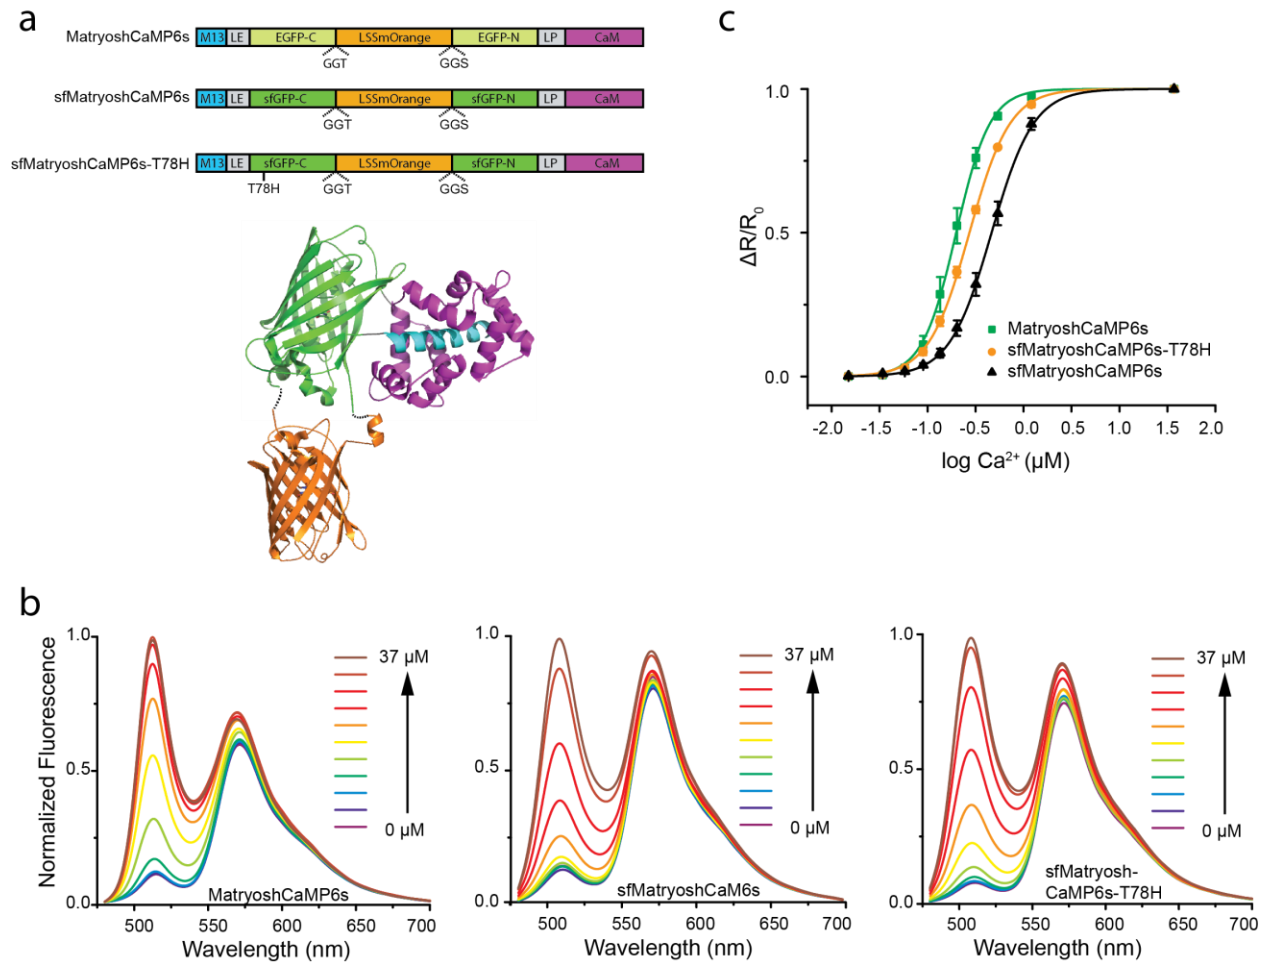 a
MatryoshCaMP6s
M13 LE EGFP-C LSSmOrange EGFP-N LP CaM
GGT GGS
sfMatryoshCaMP6s
M13 LE sfGFP-C LSSmOrange sfGFP-N LP CaM
GGT GGS
sfMatryoshCaMP6s-T78H
M13 LE sfGFP-C LSSmOrange sfGFP-N LP CaM
T78H GGT GGS
c
1.0
0.5
0.0
ΔR/R0
MatryoshCaMP6s
sfMatryoshCaMP6s-T78H
sfMatryoshCaMP6s
-2.0 -1.5 -1.0 -0.5 0.0 0.5 1.0 1.5 2.0
log Ca²⁺ (µM)
b
Normalized Fluorescence
1.0
0.5
0.0
37 µM
0 µM
MatryoshCaMP6s
500 550 600 650 700
Wavelength (nm)
1.0
0.5
0.0
37 µM
0 µM
sfMatryoshCaM6s
500 550 600 650 700
Wavelength (nm)
1.0
0.5
0.0
37 µM
0 µM
sfMatryosh-
CaMP6s-T78H
500 550 600 650 700
Wavelength (nm)